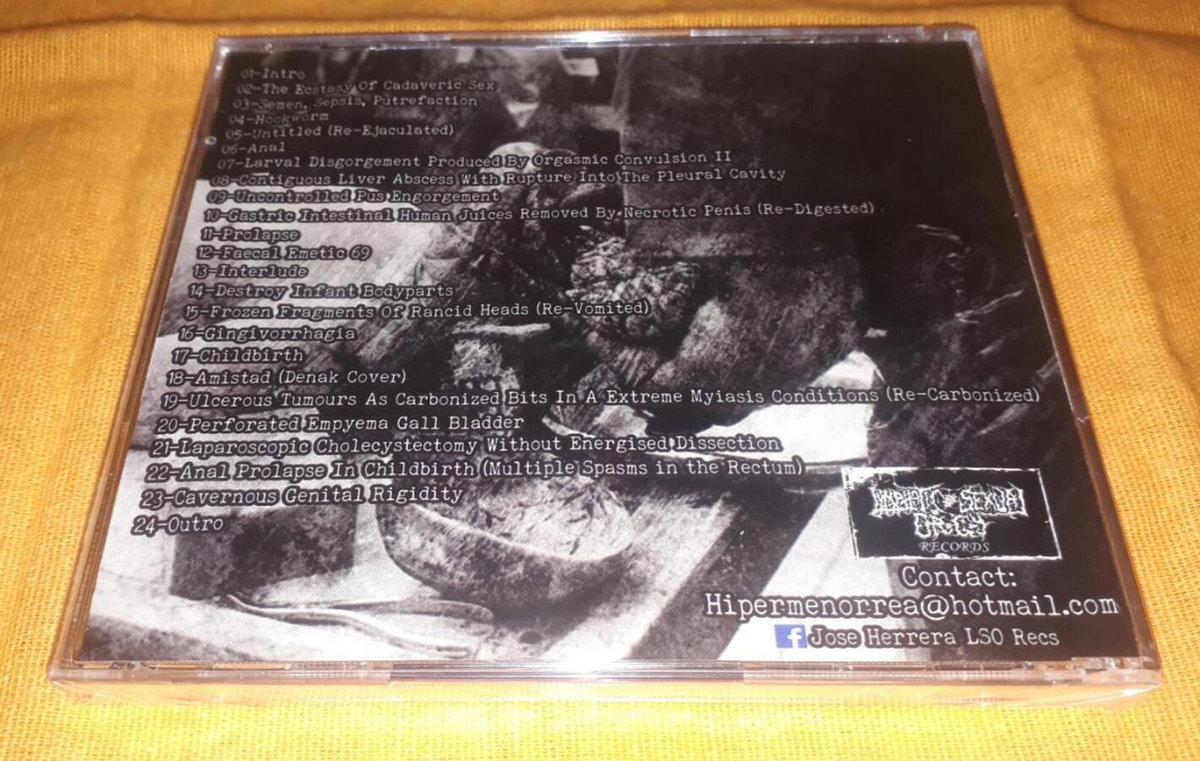 01-Intro
02-The Ecstasy Of Cadaveric Sex
03-Semen, Sepsis, Putrefaction
04-Hookworm
05-Untitled (Re-Ejaculated)
06-Anal
07-Larval Disgorgement Produced By Orgasmic Convulsion II
08-Contiguous Liver Abscess With Rupture Into The Pleural Cavity
09-Uncontrolled Pus Engorgement
10-Gastric Intestinal Human Juices Removed By Necrotic Penis (Re-Digested)
11-Prolapse
12-Faecal Emetic 69
13-Interlude
14-Destroy Infant Bodyparts
15-Frozen Fragments Of Rancid Heads (Re-Vomited)
16-Gingivorrhagia
17-Childbirth
18-Amistad (Denak Cover)
19-Ulcerous Tumours As Carbonized Bits In A Extreme Myiasis Conditions (Re-Carbonized)
20-Perforated Empyema Gall Bladder
21-Laparoscopic Cholecystectomy Without Energised Dissection
22-Anal Prolapse In Childbirth (Multiple Spasms in the Rectum)
23-Cavernous Genital Rigidity
24-Outro
RECORDS
Contact:
Hipermenorrea@hotmail.com
f Jose Herrera LSO Recs